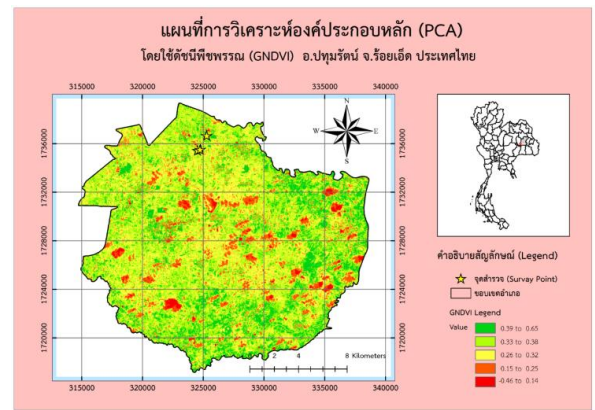 แผนที่การวิเคราะห์องค์ประกอบหลัก (PCA)
โดยใช้ดัชนีพืชพรรณ (GNDVI) อ.ปทุมรัตน์ จ.ร้อยเอ็ด ประเทศไทย
315000 320000 325000 330000 335000 340000
1736000
1732000
1728000
1724000
1720000
N
W E
S
1736000
1732000
1728000
1724000
1720000
2 4 8 Kilometers
315000 320000 325000 330000 335000 340000
คำอธิบายสัญลักษณ์ (Legend)
จุดสำรวจ (Survay Point)
ขอบเขตอำเภอ
GNDVI Legend
Value
0.39 to 0.65
0.33 to 0.38
0.26 to 0.32
0.15 to 0.25
-0.46 to 0.14